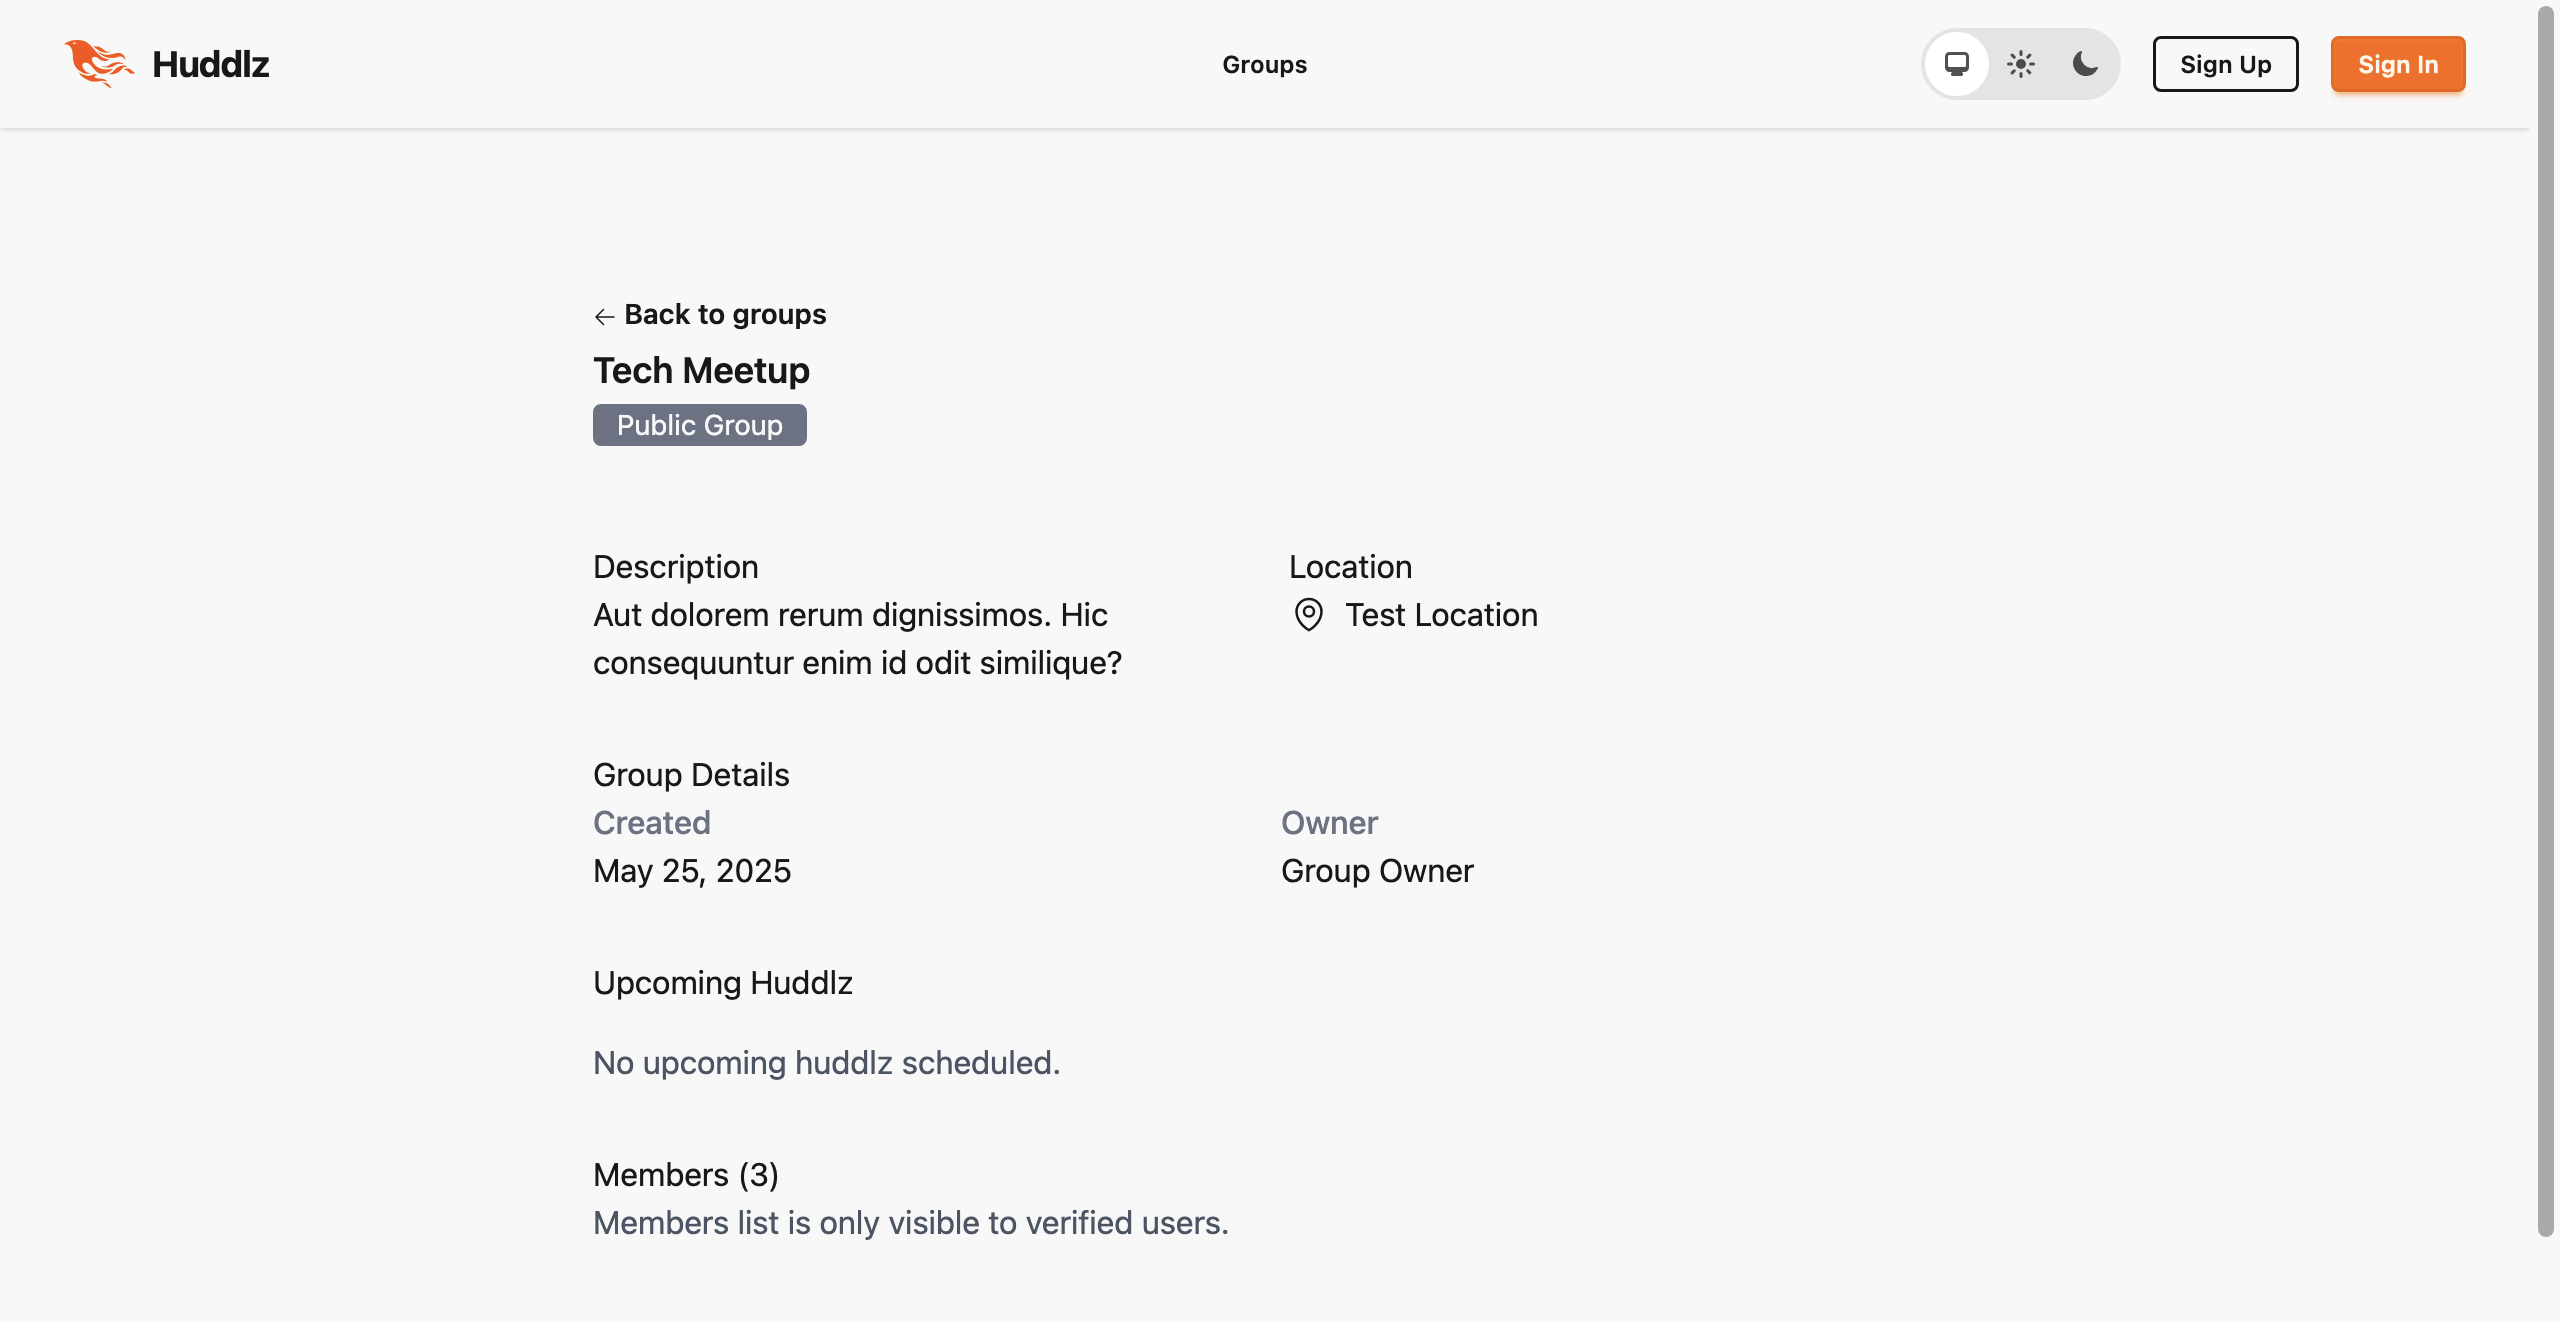 Huddlz
Groups
Sign Up
Sign In
← Back to groups
Tech Meetup
Public Group
Description
Aut dolorem rerum dignissimos. Hic
consequuntur enim id odit similique?
Location
Test Location
Group Details
Created
May 25, 2025
Owner
Group Owner
Upcoming Huddlz
No upcoming huddlz scheduled.
Members (3)
Members list is only visible to verified users.